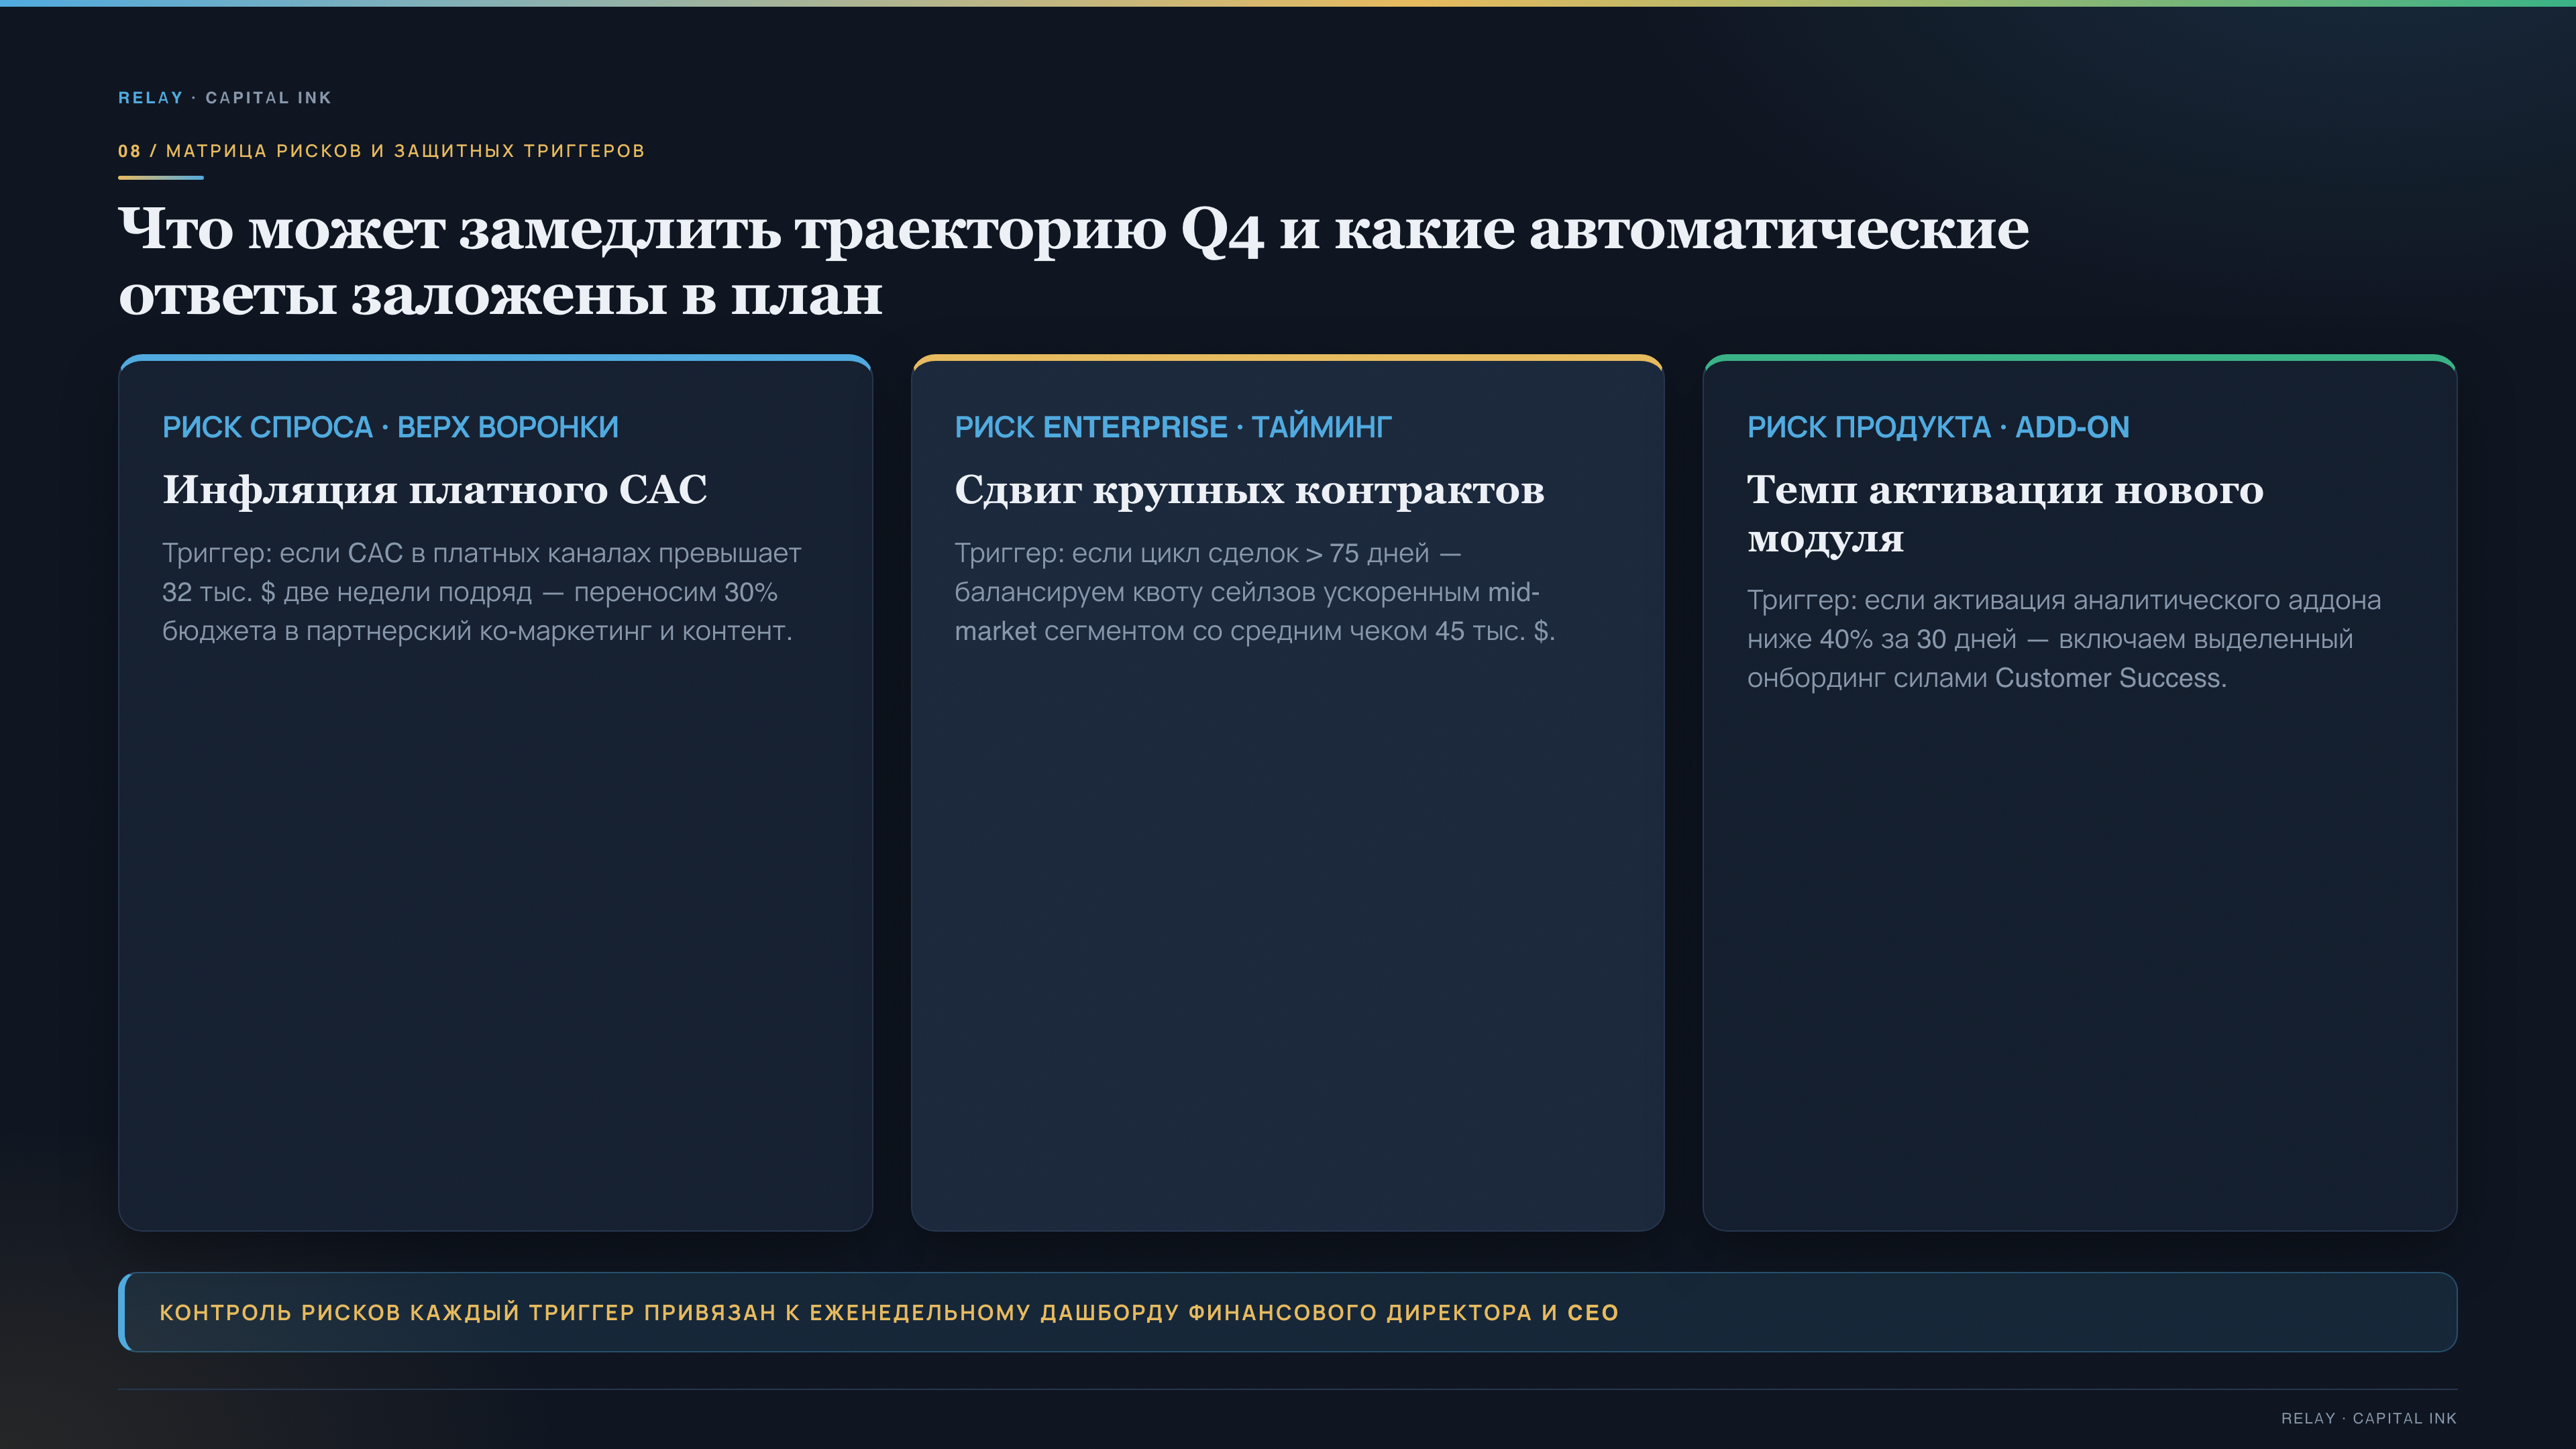 RELAY · CAPITAL INK
08 / МАТРИЦА РИСКОВ И ЗАЩИТНЫХ ТРИГГЕРОВ
Что может замедлить траекторию Q4 и какие автоматические
ответы заложены в план
РИСК СПРОСА · ВЕРХ ВОРОНКИ
Инфляция платного CAC
Триггер: если CAC в платных каналах превышает
32 тыс. $ две недели подряд — переносим 30%
бюджета в партнерский ко-маркетинг и контент.
РИСК ENTERPRISE · ТАЙМИНГ
Сдвиг крупных контрактов
Триггер: если цикл сделок > 75 дней —
балансируем квоту сейлзов ускоренным mid-
market сегментом со средним чеком 45 тыс. $.
РИСК ПРОДУКТА · ADD-ON
Темп активации нового
модуля
Триггер: если активация аналитического аддона
ниже 40% за 30 дней — включаем выделенный
онбординг силами Customer Success.
КОНТРОЛЬ РИСКОВ КАЖДЫЙ ТРИГГЕР ПРИВЯЗАН К ЕЖЕНЕДЕЛЬНОМУ ДАШБОРДУ ФИНАНСОВОГО ДИРЕКТОРА И CEO
RELAY · CAPITAL INK